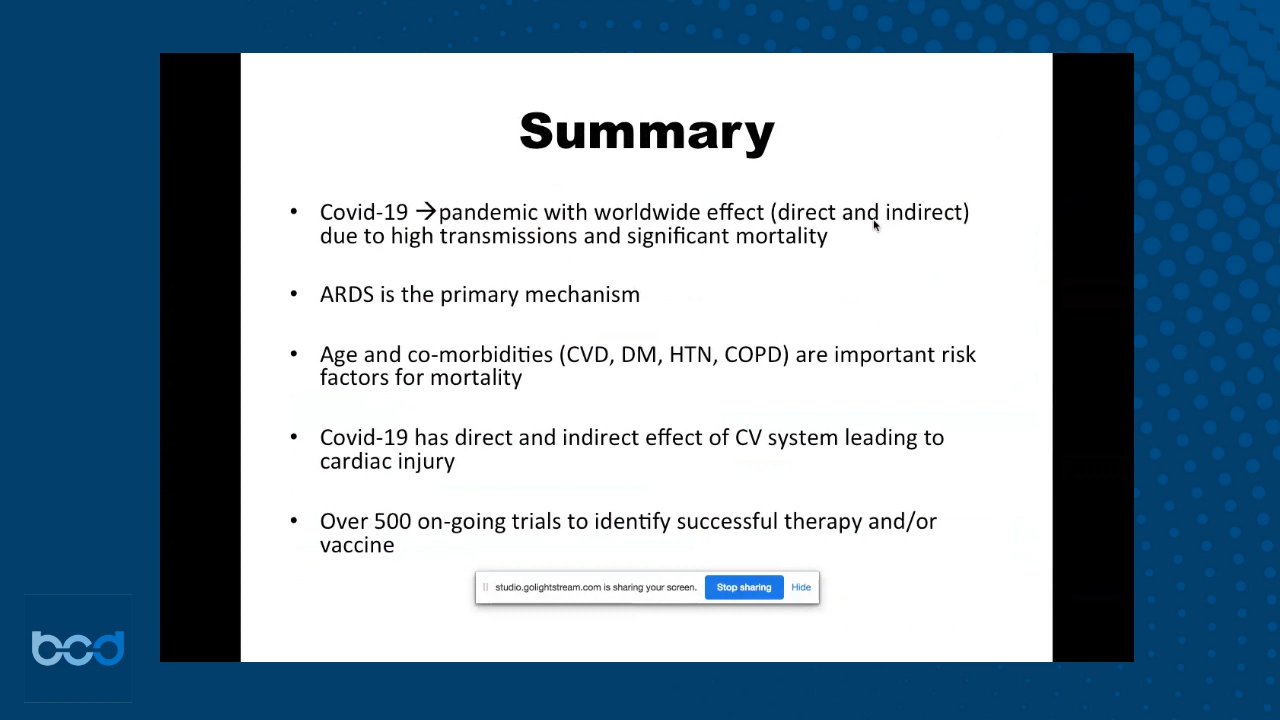 Summary
• Covid-19 →pandemic with worldwide effect (direct and indirect)
due to high transmissions and significant mortality
• ARDS is the primary mechanism
• Age and co-morbidities (CVD, DM, HTN, COPD) are important risk
factors for mortality
• Covid-19 has direct and indirect effect of CV system leading to
cardiac injury
• Over 500 on-going trials to identify successful therapy and/or
vaccine
studio.golightstream.com is sharing your screen. Stop sharing Hide
bcd